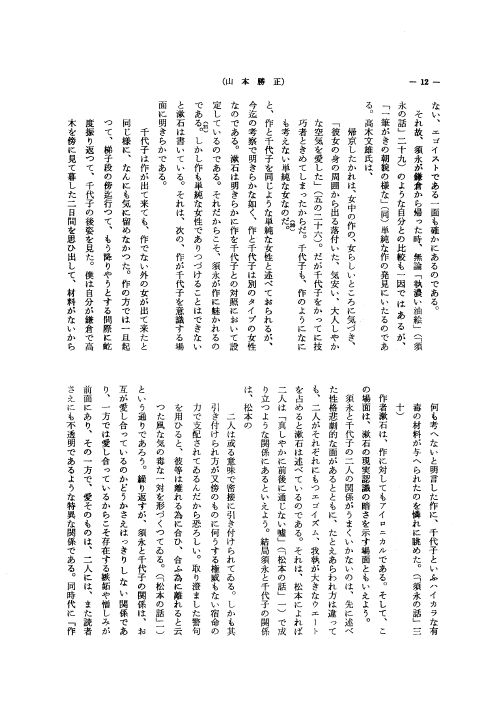 — 12 —
(山本勝正)
ない、エゴイストである一面も確かにあるのである。
それ故、須永が鎌倉から帰った時、無論「執濃い油絵」(「須
永の話」二十九)のような自分との比較も一因ではあるが、
「一筆がきの朝貌の様な」(同)単純な作の発見にいたるのであ
る。高木文雄氏は、
帰京したかれは、女中の作の、女らしいところに気づき、
「彼女の身の周囲から出る落付いた、気安い、大人しやか
な空気を愛した」(五の二十六)。だが千代子をかつてに技
巧者ときめてしまったからだ。千代子も、作のようになに
も考えない単純な女なのだ。
と、作と千代子を同じような単純な女性と述べておられるが、
今迄の考察で明きらかな如く、作と千代子は別のタイプの女性
なのである。漱石は明きらかに作を千代子との対照において設
定しているのである。それだからこそ、須永が作に魅かれるの
である。しかし作も単純な女性でありつづけることはできない
と漱石は書いている。それは、次の、作が千代子を意識する場
面に明きらかである。
千代子は作が出て来ても、作でない外の女が出て来たと
同じ様に、なんにも気に留めなかつた。作の方では一旦起
つて、梯子段の傍迄行つて、もう降りやうとする間際に屹
度振り返つて、千代子の後姿を見た。僕は自分が鎌倉で高
木を傍に見て暮した二日間を思ひ出して、材料がないから
何も考へないと明言した作に、千代子といふハイカラな有
毒の材料が与へられたのを憐れに眺めた。(「須永の話」三
十)
作者漱石は、作に対してもアイロニカルである。そして、こ
の場面は、漱石の現実認識の暗さを示す場面ともいえよう。
須永と千代子の二人の関係がうまくいかないのは、先に述べ
た性格悲劇的な面があるとともに、たとえあらわれ方は違って
も、二人がそれぞれにもつエゴイズム、我執が大きなウエート
を占めると漱石は述べているのである。それは、松本によれば
二人は「真しやかに前後に通じない嘘」(「松本の話」一)で成
り立つような関係にあるといえよう。結局須永と千代子の関係
は、松本の
二人は或る意味で密接に引き付けられてゐる。しかも其
引き付けられ方が又傍のものに何うする権威もない宿命の
力で支配されてゐるんだから恐ろしい。取り澄ました警句
を用ひると、彼等は離れる為に合ひ、合ふ為に離れると云
つた風な気の毒な一対を形づくつてゐる。(「松本の話」一)
という通りであろう。繰り返すが、須永と千代子の関係は、お
互が愛し合っているのかどうかさえはっきりしない関係であ
り、一方では愛し合っているからこそ存在する嫉妬や憎しみが
前面にあり、その一方で、愛そのものは、二人には、また読者
さえにも不透明であるような特異な関係である。同時代に「作